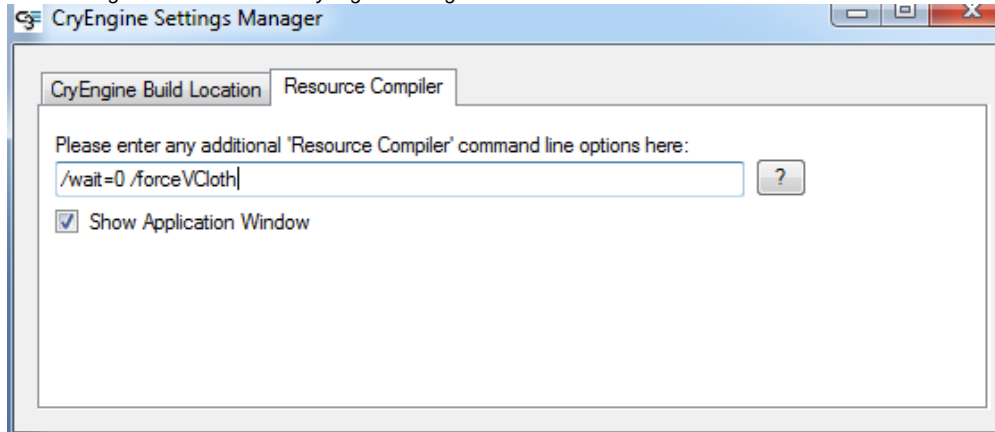 CryEngine Settings Manager
CryEngine Build Location Resource Compiler
Please enter any additional 'Resource Compiler' command line options here:
/wait=0 /forceVCloth
?
Show Application Window